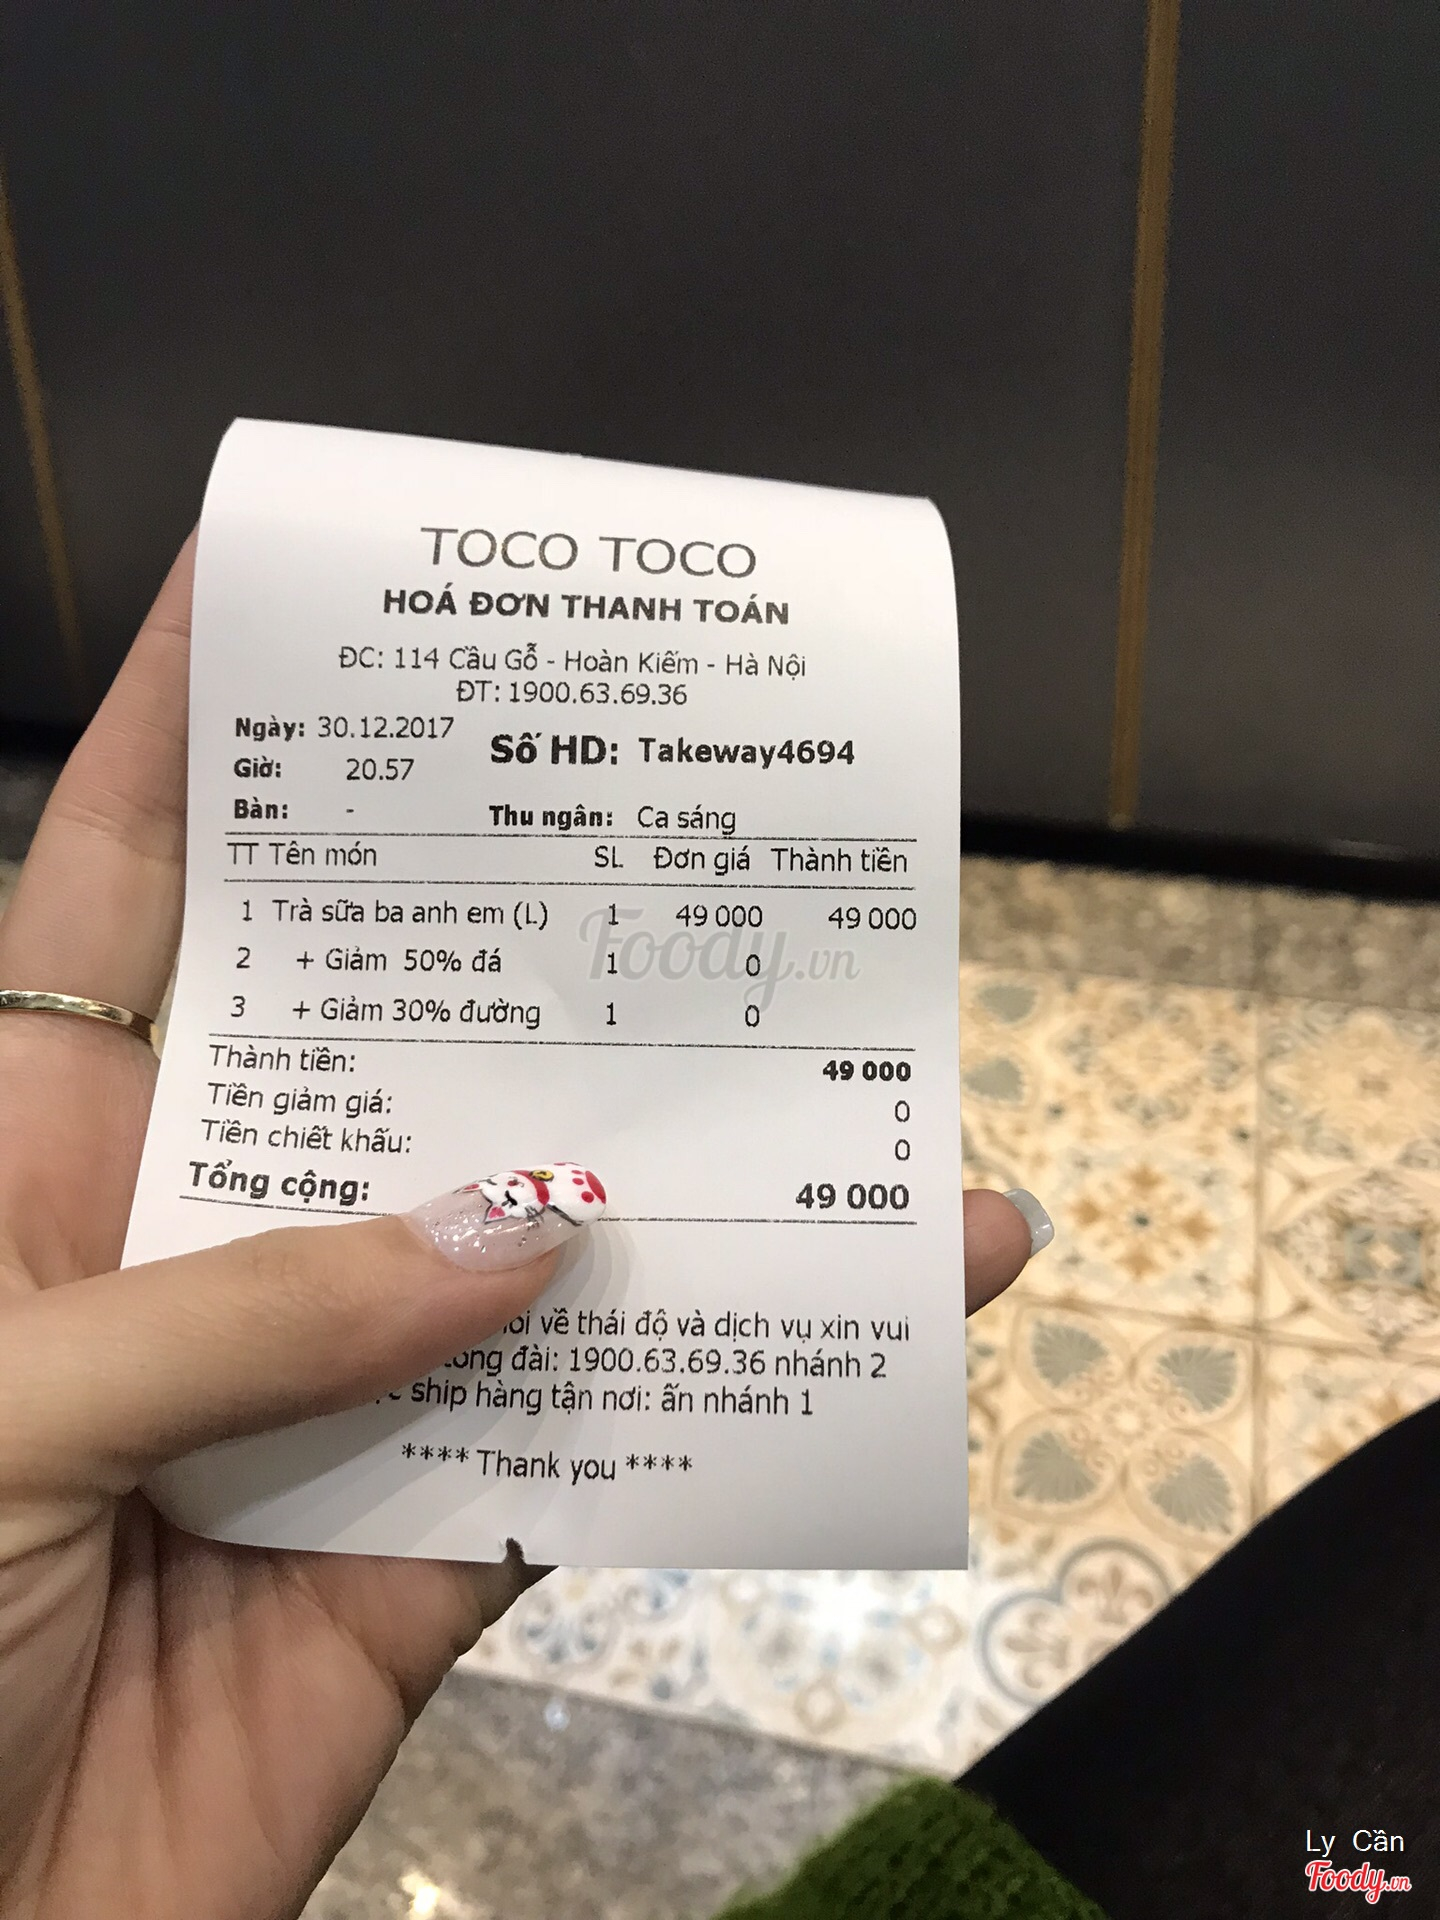 TOCO TOCO
HOÁ ĐƠN THANH TOÁN
ĐC: 114 Cầu Gỗ - Hoàn Kiếm - Hà Nội
ĐT: 1900.63.69.36
Ngày: 30.12.2017
Số HD: Takeway4694
Giờ: 20.57
Bàn: - Thu ngân: Ca sáng
TT Tên món SL Đơn giá Thành tiền
1 Trà sữa ba anh em (L) 1 49 000 49 000
2 + Giảm 50% đá 1 0
3 + Giảm 30% đường 1 0
Foody.vn
Thành tiền: 49 000
Tiền giảm giá: 0
Tiền chiết khấu: 0
Tổng cộng: 49 000
về thái độ và dịch vụ xin vui
đài: 1900.63.69.36 nhánh 2
ship hàng tận nơi: ấn nhánh 1
**** Thank you ****
Ly Cần
Foody.vn